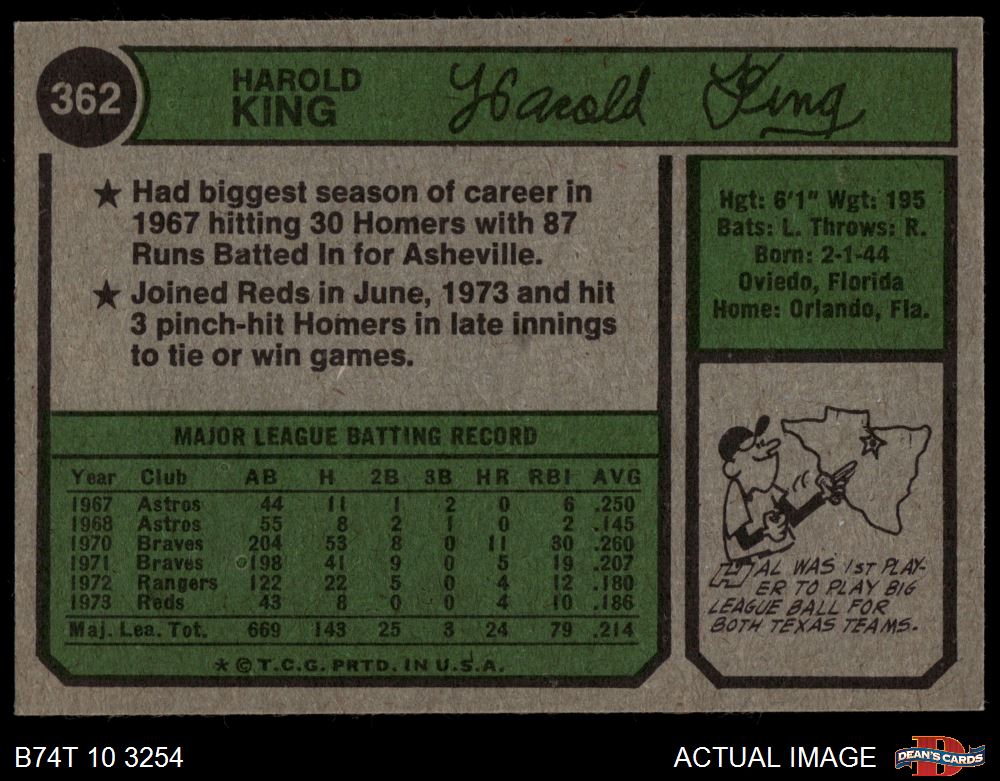 362
HAROLD
KING
Harold King
★ Had biggest season of career in
1967 hitting 30 Homers with 87
Runs Batted In for Asheville.
★ Joined Reds in June, 1973 and hit
3 pinch-hit Homers in late innings
to tie or win games.
MAJOR LEAGUE BATTING RECORD
Year Club AB H 2B 3B HR RBI AVG
1967 Astros 44 11 1 2 0 6 .250
1968 Astros 55 8 2 1 0 2 .145
1970 Braves 204 53 8 0 11 30 .260
1971 Braves 198 41 9 0 5 19 .207
1972 Rangers 122 22 5 0 4 12 .180
1973 Reds 43 8 0 0 4 10 .186
Maj. Lea. Tot. 669 143 25 3 24 79 .214
* © T.C.G. PRTD. IN U.S.A.
Hgt: 6'1" Wgt: 195
Bats: L. Throws: R.
Born: 2-1-44
Oviedo, Florida
Home: Orlando, Fla.
HAL WAS 1ST PLAY-
ER TO PLAY BIG
LEAGUE BALL FOR
BOTH TEXAS TEAMS.
B74T 10 3254
ACTUAL IMAGE
DEAN'S CARDS